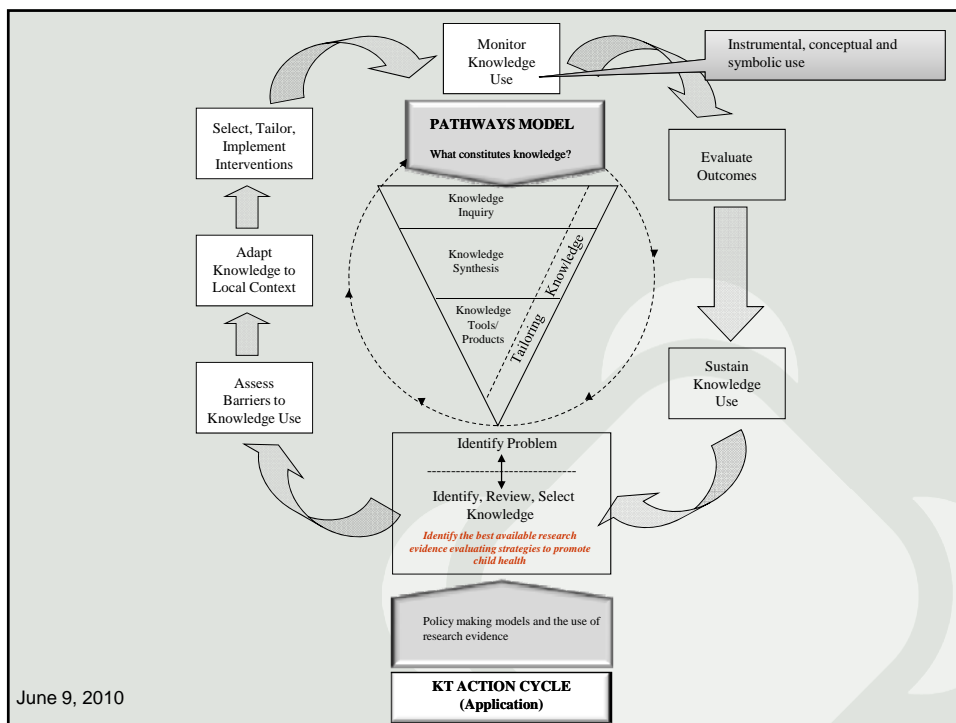 Monitor
Knowledge
Use
Instrumental, conceptual and
symbolic use
Select, Tailor,
Implement
Interventions
PATHWAYS MODEL
What constitutes knowledge?
Evaluate
Outcomes
Knowledge
Inquiry
Knowledge
Synthesis
Knowledge
Tools/
Products
Tailoring Knowledge
Adapt
Knowledge to
Local Context
Assess
Barriers to
Knowledge Use
Sustain
Knowledge
Use
Identify Problem
Identify, Review, Select
Knowledge
Identify the best available research
evidence evaluating strategies to promote
child health
Policy making models and the use of
research evidence
KT ACTION CYCLE
(Application)
June 9, 2010